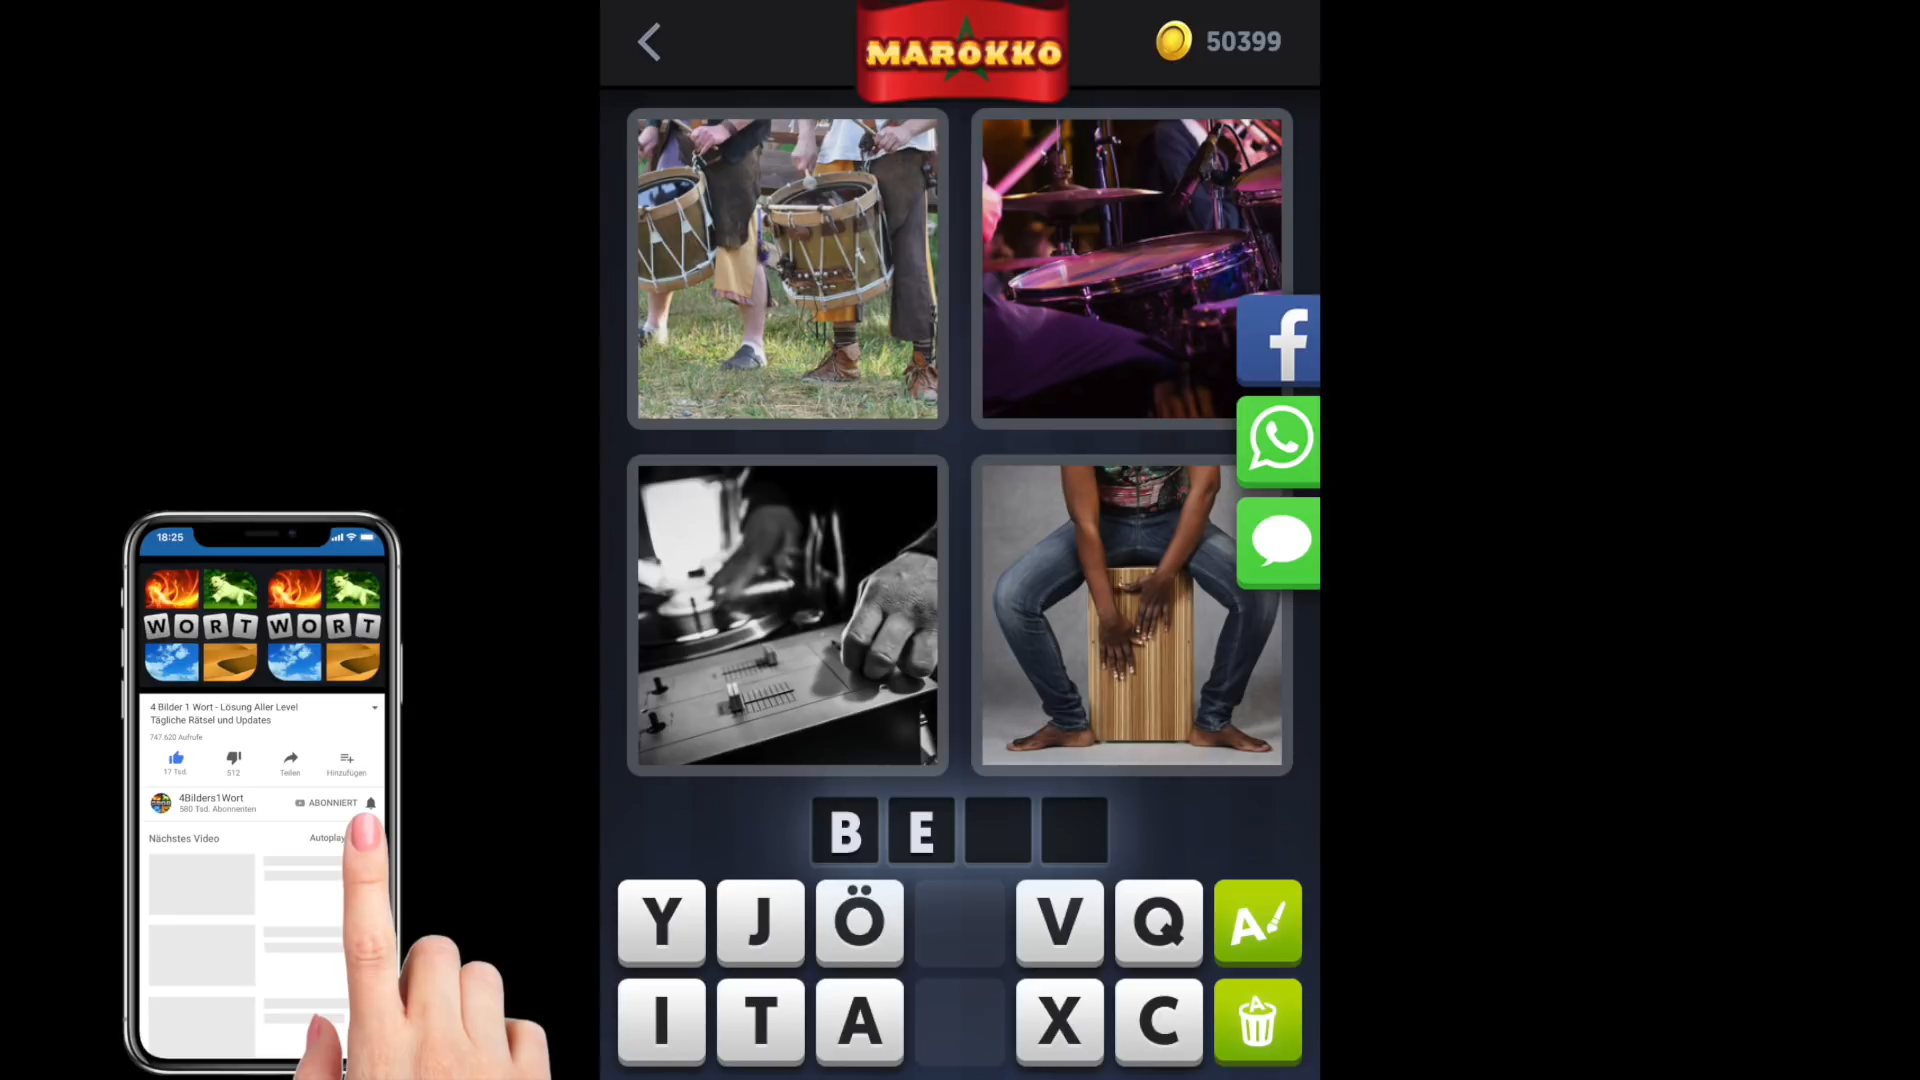 MAROKKO
50399
18:25
WORT WORT
4 Bilder 1 Wort - Lösung Aller Level
Tägliche Rätsel und Updates
747.620 Aufrufe
17 Tsd.
512
Teilen
Hinzufügen
4Bilders1Wort
580 Tsd. Abonnenten
ABONNIERT
Nächstes Video
Autoplay
B E
Y J Ö V Q A
I T A X C A